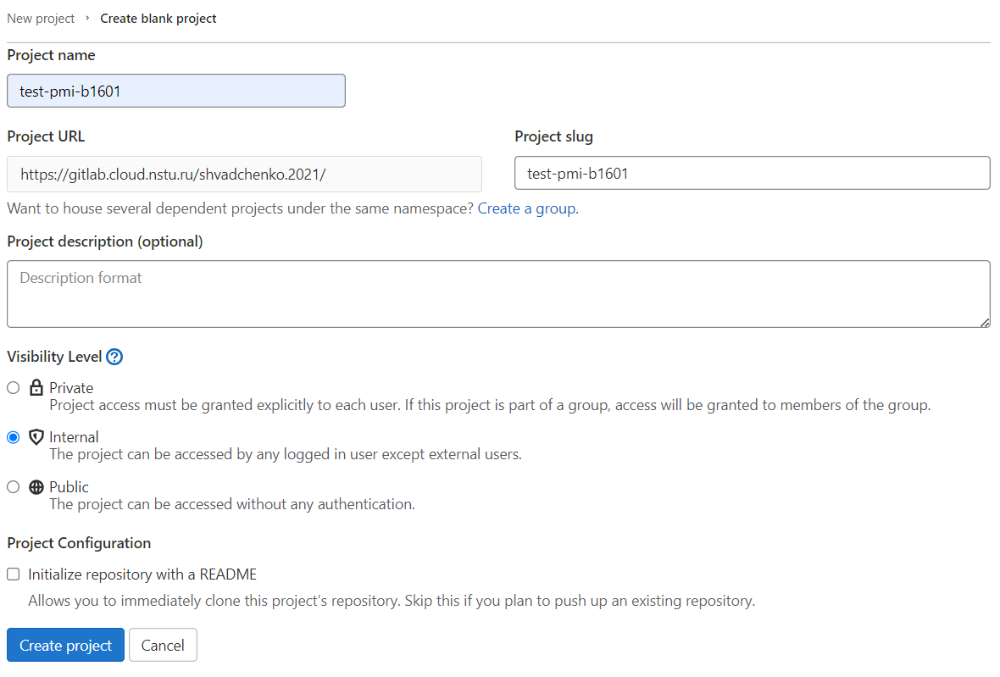 New project › Create blank project
Project name
test-pmi-b1601
Project URL
Project slug
https://gitlab.cloud.nstu.ru/shvadchenko.2021/
test-pmi-b1601
Want to house several dependent projects under the same namespace? Create a group.
Project description (optional)
Description format
Visibility Level ?
Private
Project access must be granted explicitly to each user. If this project is part of a group, access will be granted to members of the group.
Internal
The project can be accessed by any logged in user except external users.
Public
The project can be accessed without any authentication.
Project Configuration
Initialize repository with a README
Allows you to immediately clone this project’s repository. Skip this if you plan to push up an existing repository.
Create project
Cancel